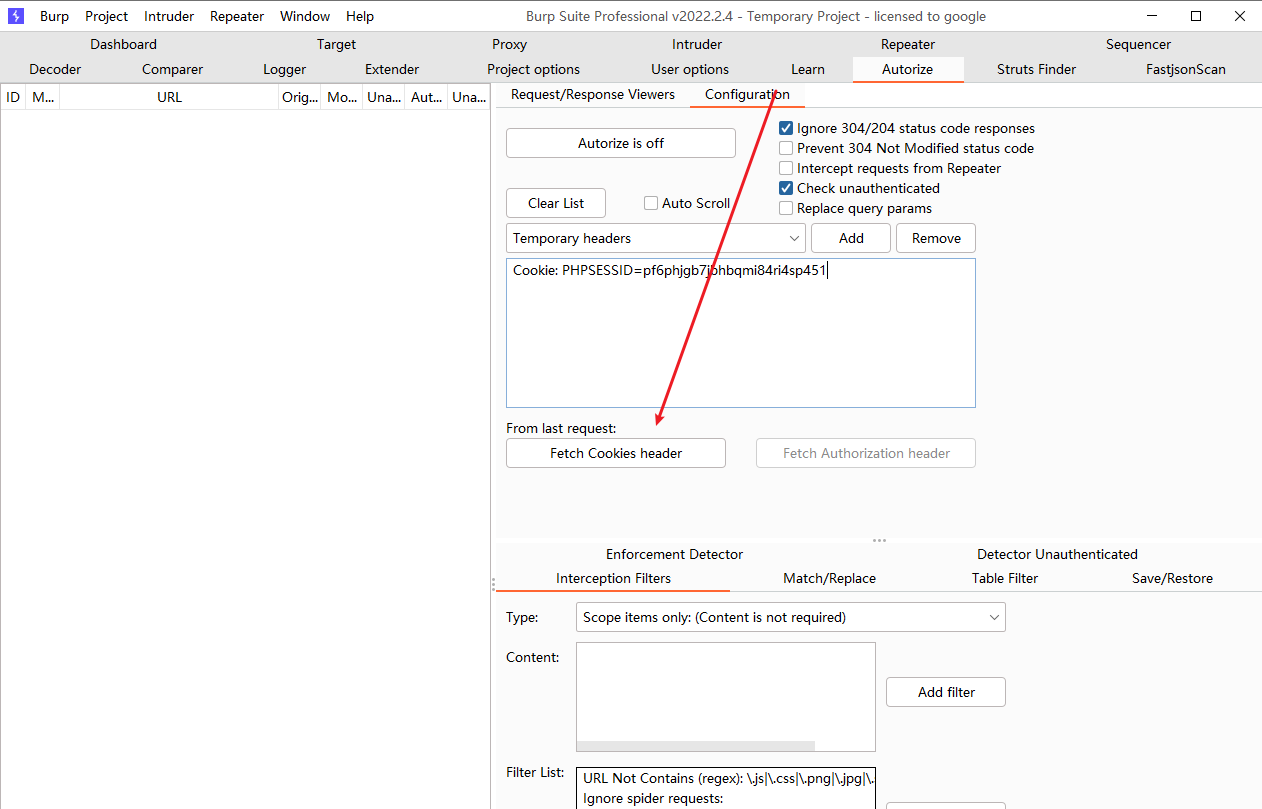 Burp Project Intruder Repeater Window Help Burp Suite Professional v2022.2.4 - Temporary Project - licensed to google
Dashboard Target Proxy Intruder Repeater Sequencer
Decoder Comparer Logger Extender Project options User options Learn Autorize Struts Finder FastjsonScan
ID M... URL Orig... Mo... Una... Aut... Una...
Request/Response Viewers Configuration
Autorize is off
Ignore 304/204 status code responses
Prevent 304 Not Modified status code
Intercept requests from Repeater
Check unauthenticated
Replace query params
Clear List Auto Scroll
Temporary headers Add Remove
Cookie: PHPSESSID=pf6phjgb7jbhbqmi84ri4sp451
From last request:
Fetch Cookies header Fetch Authorization header
Enforcement Detector Detector Unauthenticated
Interception Filters Match/Replace Table Filter Save/Restore
Type: Scope items only: (Content is not required)
Content:
Add filter
Filter List: URL Not Contains (regex): \.js|\.css|\.png|\.jpg|\.
Ignore spider requests: